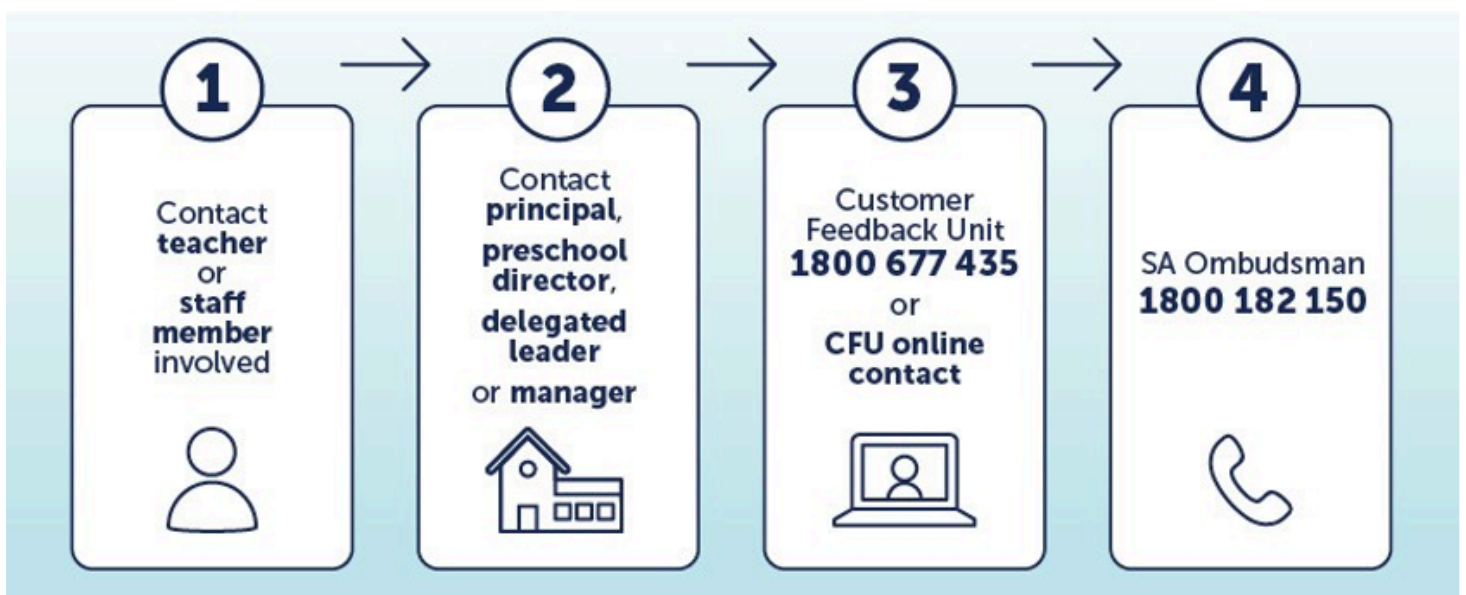 1
Contact
teacher
or
staff
member
involved
2
Contact
principal,
preschool
director,
delegated
leader
or manager
3
Customer
Feedback Unit
1800 677 435
or
CFU online
contact
4
SA Ombudsman
1800 182 150